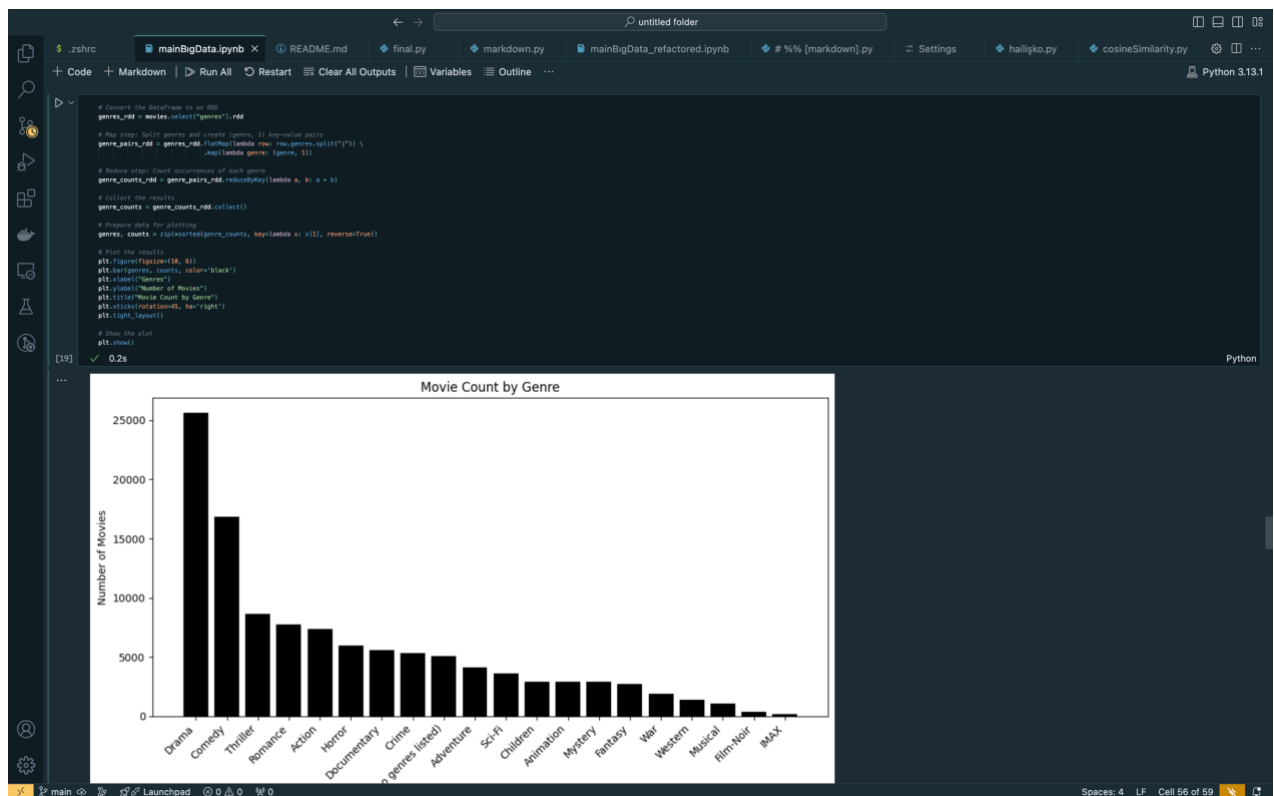 untitled folder
$ .zshrc mainBıgData.ipynb README.md final.py markdown.py mainBıgData_refactored.ipynb # %% [markdown].py Settings hailişko.py cosineSimilarity.py
+ Code + Markdown Run All Restart Clear All Outputs Variables Outline ... Python 3.13.1
# Convert the DataFrame to an RDD
genres_rdd = movies.select("genres").rdd
# Map step: Split genres and create (genre, 1) key-value pairs
genre_pairs_rdd = genres_rdd.flatMap(lambda row: row.genres.split("|")) \
.map(lambda genre: (genre, 1))
# Reduce step: Count occurrences of each genre
genre_counts_rdd = genre_pairs_rdd.reduceByKey(lambda a, b: a + b)
# Collect the results
genre_counts = genre_counts_rdd.collect()
# Prepare data for plotting
genres, counts = zip(*sorted(genre_counts, key=lambda x: x[1], reverse=True))
# Plot the results
plt.figure(figsize=(10, 6))
plt.bar(genres, counts, color='black')
plt.xlabel("Genres")
plt.ylabel("Number of Movies")
plt.title("Movie Count by Genre")
plt.xticks(rotation=45, ha='right')
plt.tight_layout()
# Show the plot
plt.show()
[19] 0.2s Python
...
Movie Count by Genre
25000
20000
15000
10000
5000
0
Number of Movies
Drama
Comedy
Thriller
Romance
Action
Horror
Documentary
Crime
o genres listed)
Adventure
Sci-Fi
Children
Animation
Mystery
Fantasy
War
Western
Musical
Film-Noir
IMAX
main Launchpad 0 0 0 Spaces: 4 LF Cell 56 of 59